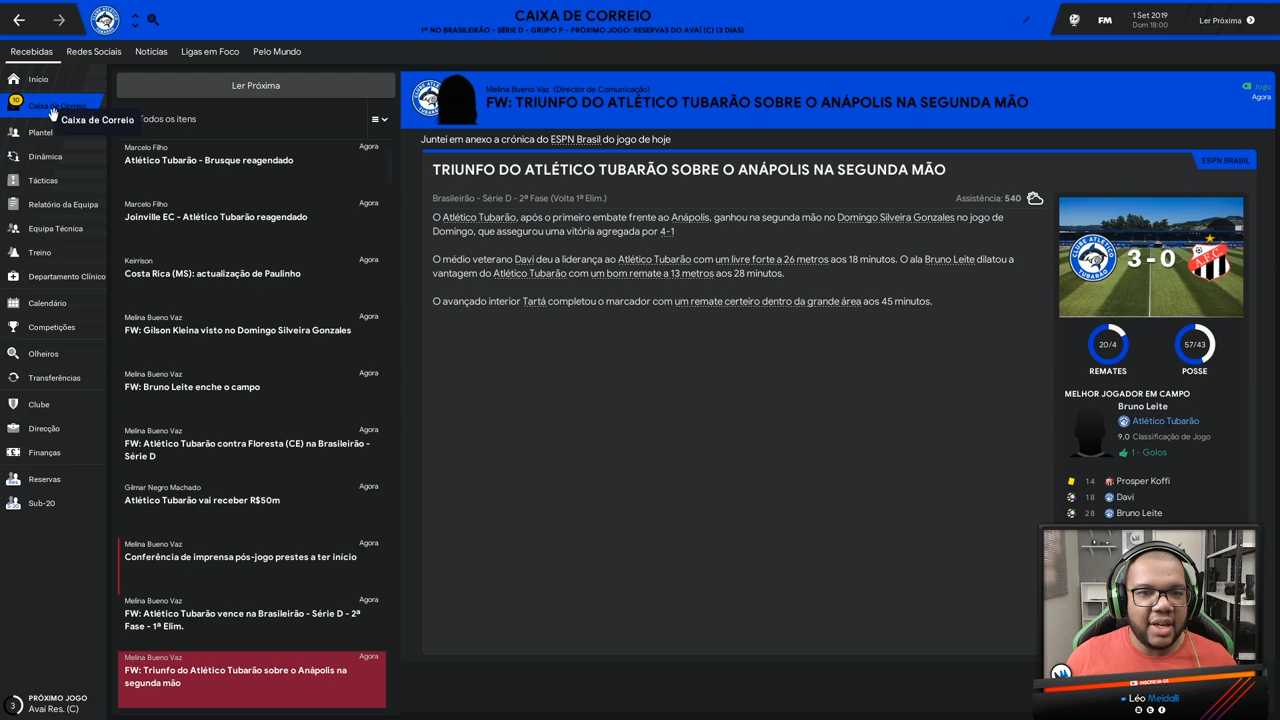 CAIXA DE CORREIO
1º NO BRASILEIRÃO - SÉRIE D - GRUPO P - PRÓXIMO JOGO: RESERVAS DO AVAÍ (C) (3 DIAS)
FM
1 Set 2019
Dom 18:00
Ler Próxima
Recebidas
Redes Sociais
Notícias
Ligas em Foco
Pelo Mundo
Início
10
Caixa de Correio
Caixa de Correio
Plantel
Dinâmica
Tácticas
Relatório da Equipa
Equipa Técnica
Treino
Departamento Clínico
Calendário
Competições
Olheiros
Transferências
Clube
Direcção
Finanças
Reservas
Sub-20
3
PRÓXIMO JOGO
Avaí Res. (C)
Ler Próxima
Todos os itens
Marcelo Filho
Agora
Atlético Tubarão - Brusque reagendado
Marcelo Filho
Agora
Joinville EC - Atlético Tubarão reagendado
Keirrison
Agora
Costa Rica (MS): actualização de Paulinho
Melina Bueno Vaz
Agora
FW: Gílson Kleina visto no Domingo Silveira Gonzales
Melina Bueno Vaz
Agora
FW: Bruno Leite enche o campo
Melina Bueno Vaz
Agora
FW: Atlético Tubarão contra Floresta (CE) na Brasileirão -
Série D
Gilmar Negro Machado
Agora
Atlético Tubarão vai receber R$50m
Melina Bueno Vaz
Agora
Conferência de imprensa pós-jogo prestes a ter início
Melina Bueno Vaz
Agora
FW: Atlético Tubarão vence na Brasileirão - Série D - 2ª
Fase - 1ª Elim.
Melina Bueno Vaz
Agora
FW: Triunfo do Atlético Tubarão sobre o Anápolis na
segunda mão
Melina Bueno Vaz (Director de Comunicação)
FW: TRIUNFO DO ATLÉTICO TUBARÃO SOBRE O ANÁPOLIS NA SEGUNDA MÃO
Jogo
Agora
Juntei em anexo a crónica do ESPN Brasil do jogo de hoje
ESPN BRASIL
TRIUNFO DO ATLÉTICO TUBARÃO SOBRE O ANÁPOLIS NA SEGUNDA MÃO
Brasileirão - Série D - 2ª Fase (Volta 1ª Elim.)
Assistência: 540
O Atlético Tubarão, após o primeiro embate frente ao Anápolis, ganhou na segunda mão no Domingo Silveira Gonzales no jogo de
Domingo, que assegurou uma vitória agregada por 4-1
O médio veterano Davi deu a liderança ao Atlético Tubarão com um livre forte a 26 metros aos 18 minutos. O ala Bruno Leite dilatou a
vantagem do Atlético Tubarão com um bom remate a 13 metros aos 28 minutos.
O avançado interior Tartá completou o marcador com um remate certeiro dentro da grande área aos 45 minutos.
3 - 0
20/4
57/43
REMATES
POSSE
MELHOR JOGADOR EM CAMPO
Bruno Leite
Atlético Tubarão
9,0 Classificação de Jogo
1 - Golos
14 Prosper Koffi
18 Davi
28 Bruno Leite
INSCREVA-SE
Léo Meidalli